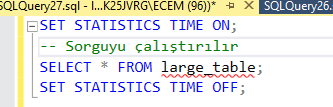 SQLQuery27.sql - I...K25JVRG\ECEM (96))* SQLQuery26.
SET STATISTICS TIME ON;
-- Sorguyu çalıştırılır
SELECT * FROM large_table;
SET STATISTICS TIME OFF;